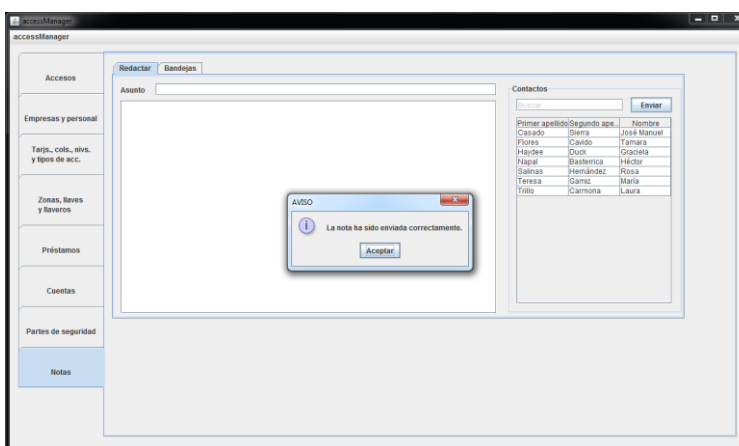 accessManager
accessManager
Accesos
Empresas y personal
Tarjs., cols., nivs.
y tipos de acc.
Zonas, llaves
y llaveros
Préstamos
Cuentas
Partes de seguridad
Notas
Redactar Bandejas
Asunto
Contactos
Buscar... Enviar
Primer apellido Segundo ape... Nombre
Casado Sierra José Manuel
Flores Cavido Tamara
Haydee Duck Graciela
Napal Basterrica Héctor
Salinas Hernández Rosa
Teresa Gamiz María
Trillo Carmona Laura
AVISO
La nota ha sido enviada correctamente.
Aceptar